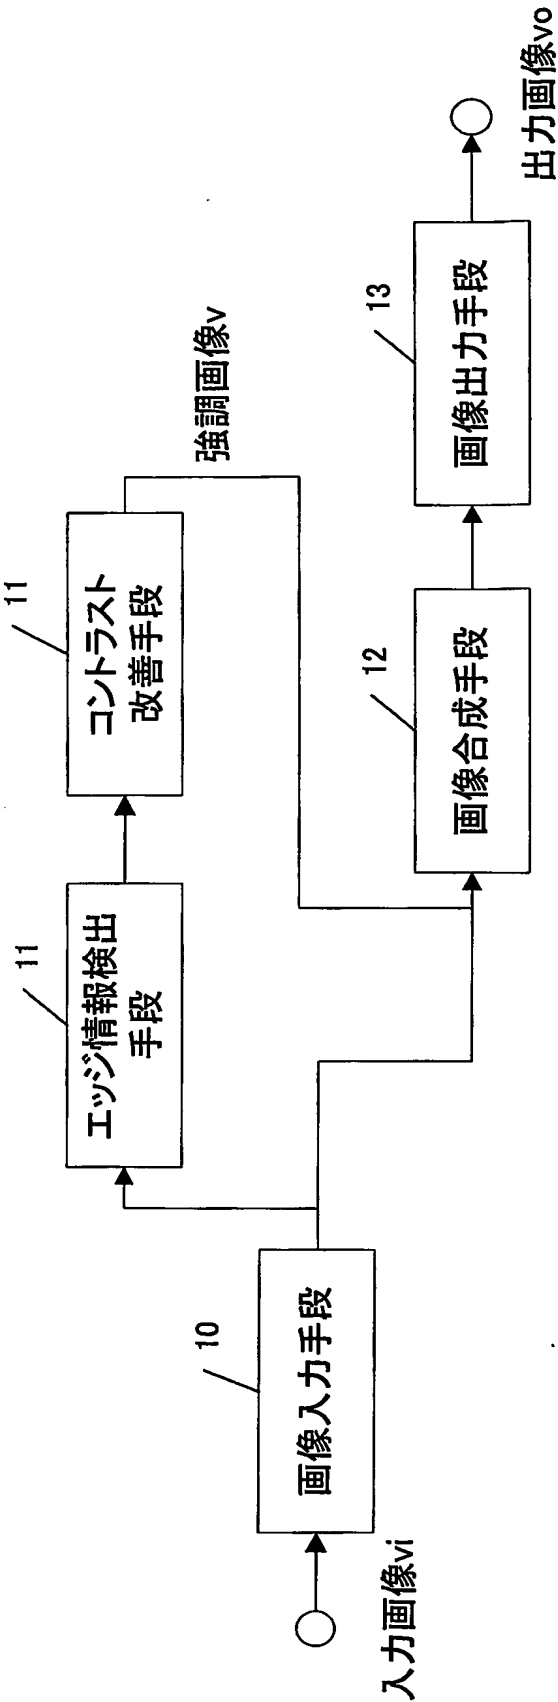 11
エッジ情報検出
手段
11
コントラスト
改善手段
強調画像v
10
画像入力手段
入力画像vi
12
画像合成手段
13
画像出力手段
出力画像vo